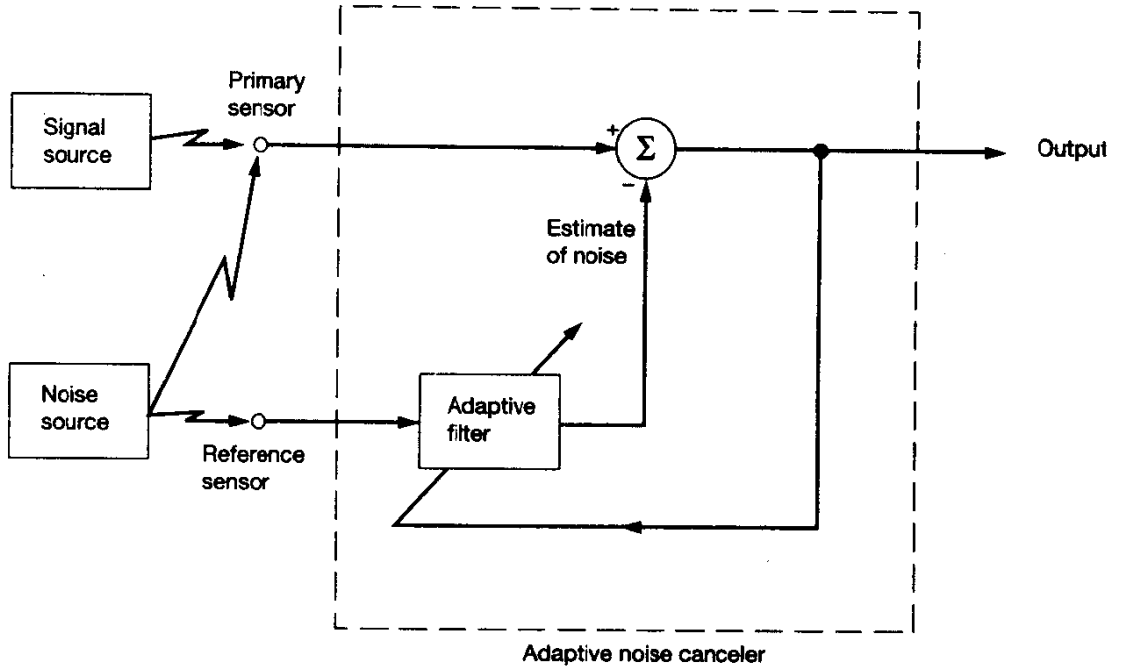 Primary
sensor
Signal
source
+
Σ
Output
−
Estimate
of noise
Noise
source
Adaptive
filter
Reference
sensor
Adaptive noise canceler